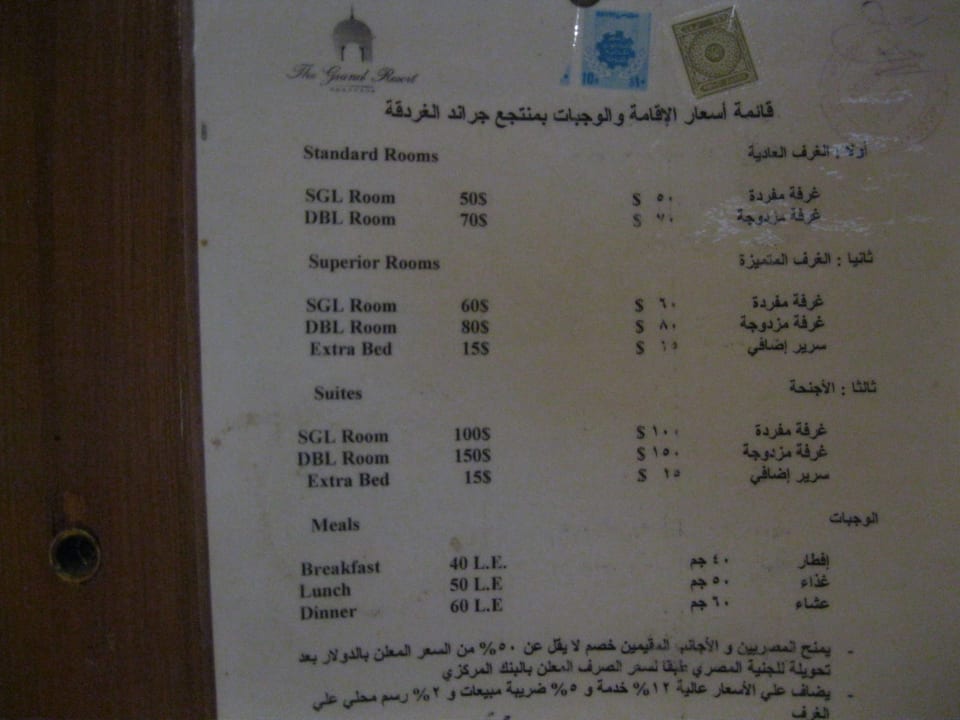 The Grand Resort
HURGHADA
10 م
١٠ م
قائمة أسعار الإقامة والوجبات بمنتجع جراند الغردقة
Standard Rooms أولا : الغرف العادية
SGL Room 50$ $ ٥٠ غرفة مفردة
DBL Room 70$ $ ٧٠ غرفة مزدوجة
Superior Rooms ثانيا : الغرف المتميزة
SGL Room 60$ $ ٦٠ غرفة مفردة
DBL Room 80$ $ ٨٠ غرفة مزدوجة
Extra Bed 15$ $ ١٥ سرير إضافي
Suites ثالثا : الأجنحة
SGL Room 100$ $ ١٠٠ غرفة مفردة
DBL Room 150$ $ ١٥٠ غرفة مزدوجة
Extra Bed 15$ $ ١٥ سرير إضافي
Meals الوجبات
Breakfast 40 L.E. ٤٠ جم إفطار
Lunch 50 L.E ٥٠ جم غذاء
Dinner 60 L.E ٦٠ جم عشاء
- يمنح المصريين و الأجانب المقيمين خصم لا يقل عن ٥٠% من السعر المعلن بالدولار بعد
تحويلة للجنية المصري طبقا لسعر الصرف المعلن بالبنك المركزي
- يضاف علي الأسعار عالية ١٢% خدمة و ٥% ضريبة مبيعات و ٢% رسم محلي علي
الغرف